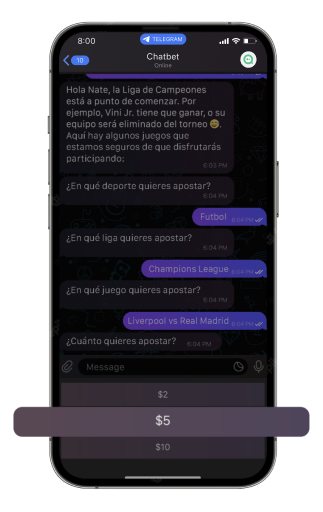 8:00
TELEGRAM
10
Chatbet
Online
Hola Nate, la Liga de Campeones
está a punto de comenzar. Por
ejemplo, Vini Jr. tiene que ganar, o su
equipo será eliminado del torneo 😅.
Aquí hay algunos juegos que
estamos seguros de que disfrutarás
participando:
6:03 PM
¿En qué deporte quieres apostar?
Futbol 6:04 PM
¿En qué liga quieres apostar?
6:04 PM
Champions League 6:04 PM
¿En qué juego quieres apostar?
6:04 PM
Liverpool vs Real Madrid 6:04 PM
¿Cuánto quieres apostar? 6:04 PM
Message
$2
$5
$10